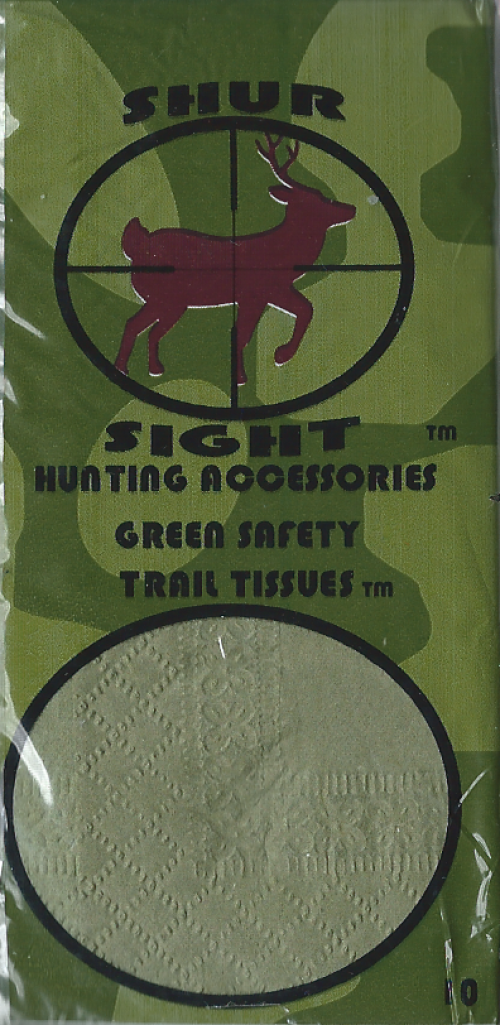 SHUR
SIGHT ™
HUNTING ACCESSORIES
GREEN SAFETY
TRAIL TISSUES ™
10